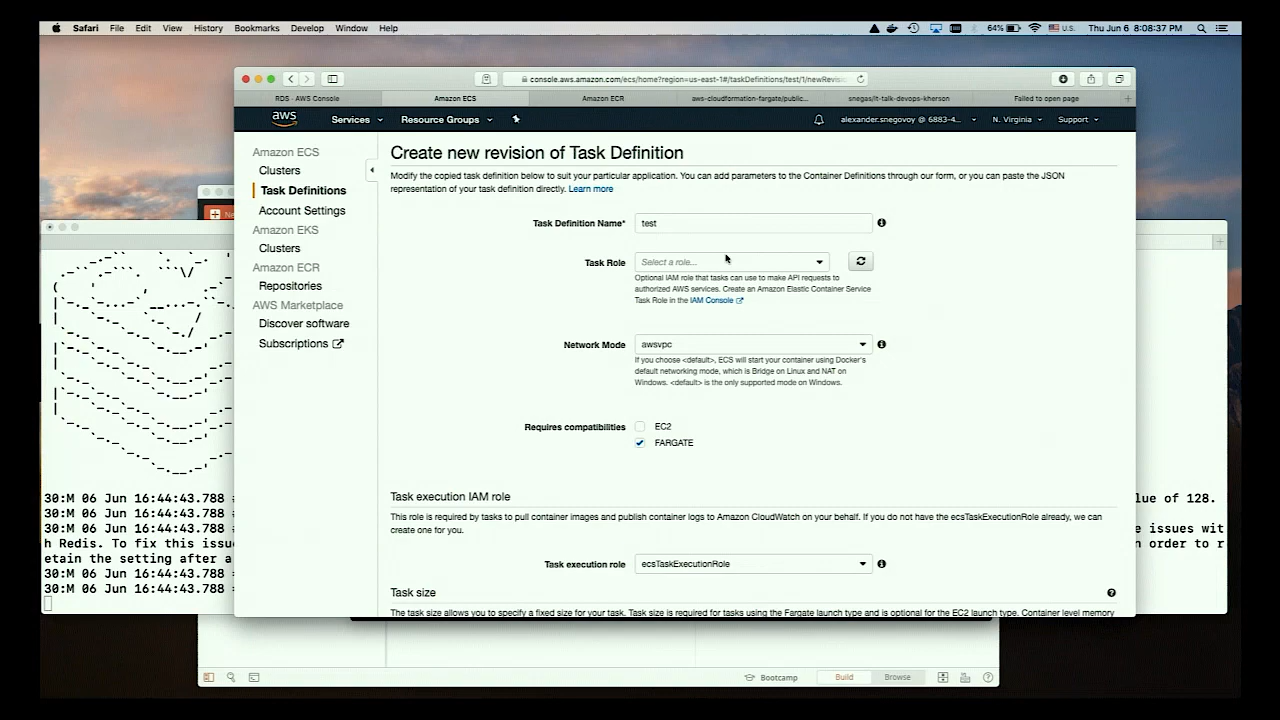 Safari File Edit View History Bookmarks Develop Window Help
64% U.S. Thu Jun 6 8:08:37 PM
console.aws.amazon.com/ecs/home?region=us-east-1#/taskDefinitions/test/1/newRevisi
RDS - AWS Console Amazon ECS Amazon ECR aws-cloudformation-fargate/public... snegas/it-talk-devops-kherson Failed to open page
aws Services Resource Groups alexander.snegovoy @ 6883-4... N. Virginia Support
Amazon ECS
Clusters
Task Definitions
Account Settings
Amazon EKS
Clusters
Amazon ECR
Repositories
AWS Marketplace
Discover software
Subscriptions
Create new revision of Task Definition
Modify the copied task definition below to suit your particular application. You can add parameters to the Container Definitions through our form, or you can paste the JSON
representation of your task definition directly. Learn more
Task Definition Name* test
Task Role Select a role...
Optional IAM role that tasks can use to make API requests to
authorized AWS services. Create an Amazon Elastic Container Service
Task Role in the IAM Console
Network Mode awsvpc
If you choose <default>, ECS will start your container using Docker's
default networking mode, which is Bridge on Linux and NAT on
Windows. <default> is the only supported mode on Windows.
Requires compatibilities EC2
FARGATE
Task execution IAM role
This role is required by tasks to pull container images and publish container logs to Amazon CloudWatch on your behalf. If you do not have the ecsTaskExecutionRole already, we can
create one for you.
Task execution role ecsTaskExecutionRole
Task size
The task size allows you to specify a fixed size for your task. Task size is required for tasks using the Fargate launch type and is optional for the EC2 launch type. Container level memory
30:M 06 Jun 16:44:43.788 lue of 128.
30:M 06 Jun 16:44:43.788
30:M 06 Jun 16:44:43.788 e issues wit
h Redis. To fix this issu n order to r
etain the setting after a
30:M 06 Jun 16:44:43.788
30:M 06 Jun 16:44:43.788
Bootcamp Build Browse